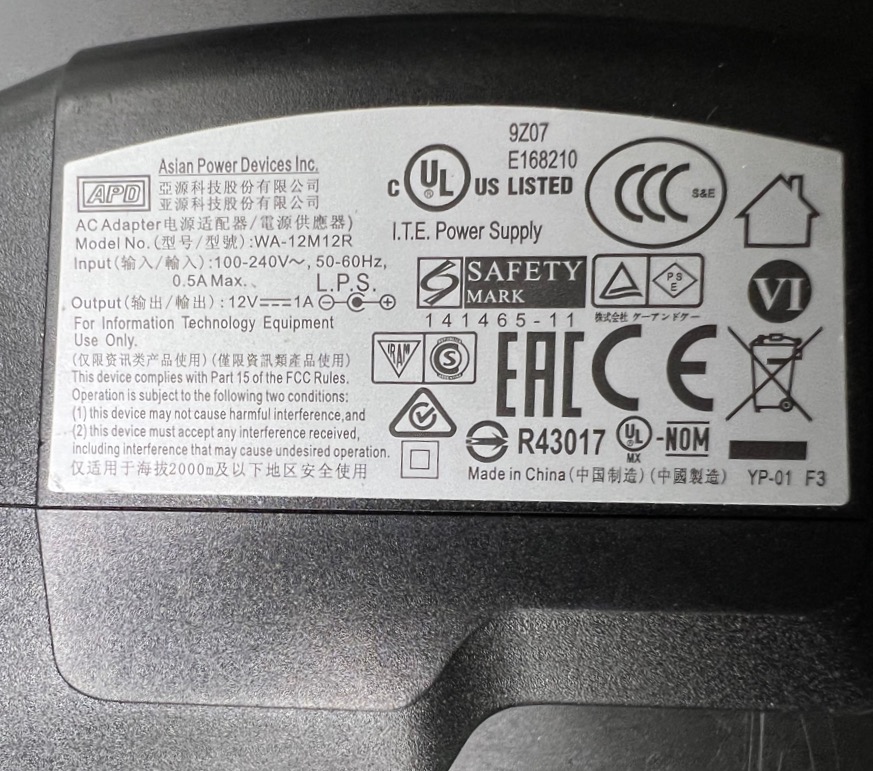 APD
Asian Power Devices Inc.
亞源科技股份有限公司
亚源科技股份有限公司
AC Adapter 电源适配器/電源供應器)
Model No. (型号/型號):WA-12M12R
Input (输入/輸入) :100-240V～, 50-60Hz,
0.5A Max.
L.P.S.
Output (输出/輸出) : 12V⎓1A
For Information Technology Equipment
Use Only.
(仅限资讯类产品使用) (僅限資訊類產品使用)
This device complies with Part 15 of the FCC Rules.
Operation is subject to the following two conditions:
(1) this device may not cause harmful interference,and
(2) this device must accept any interference received,
including interference that may cause undesired operation.
仅适用于海拔2000m及以下地区安全使用
9Z07
E168210
C UL US LISTED
®
I.T.E. Power Supply
CCC S&E
S SAFETY
MARK
141465-11
PS
E
株式会社 ケーアンドケー
VI
IRAM
S
EAC CE
R43017
UL
MX
-NOM
Made in China (中国制造) (中國製造)
YP-01 F3